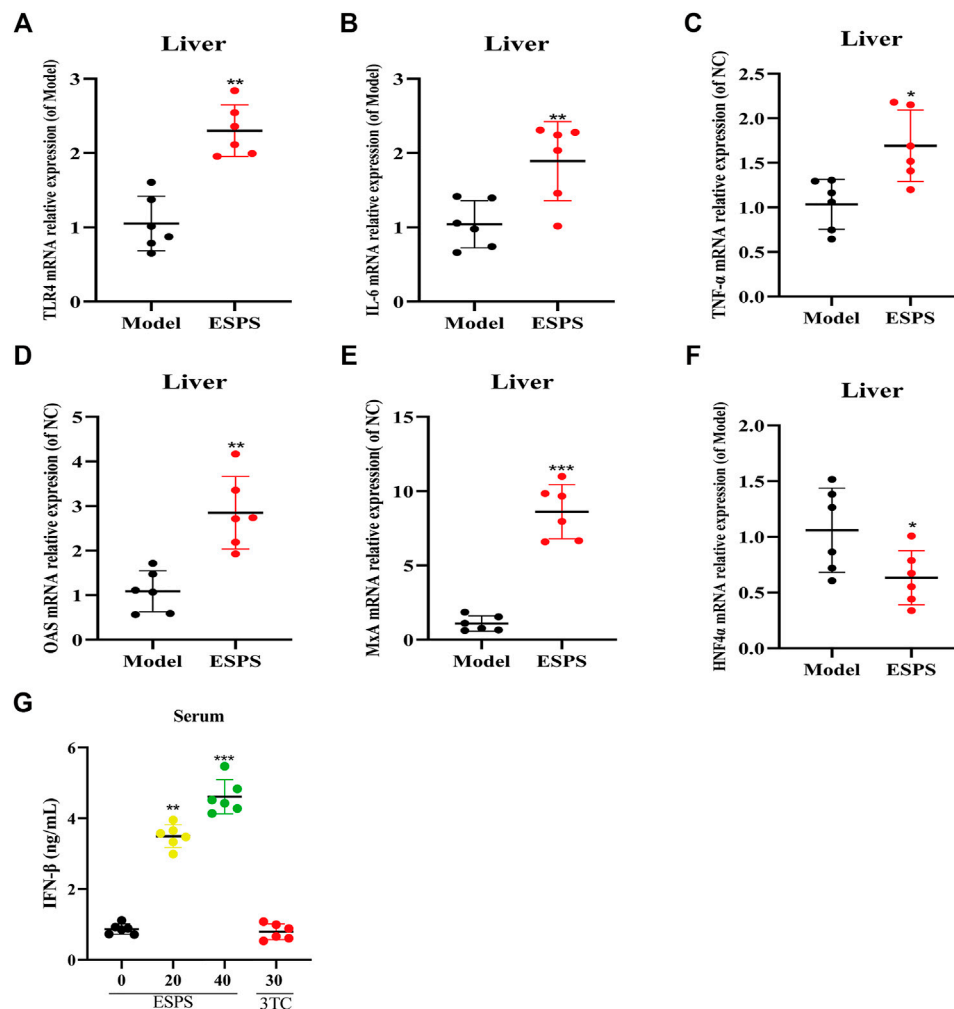 A
Liver
TLR4 mRNA relative expression (of Model)
3
2
1
0
**
Model ESPS
B
Liver
IL-6 mRNA relative expression (of Model)
3
2
1
0
**
Model ESPS
C
Liver
TNF-α mRNA relative expression (of NC)
2.5
2.0
1.5
1.0
0.5
0.0
*
Model ESPS
D
Liver
OAS mRNA relative expresion (of NC)
5
4
3
2
1
0
**
Model ESPS
E
Liver
MxA mRNA relative expression( of NC)
15
10
5
0
***
Model ESPS
F
Liver
HNF4α mRNA relative expression (of Model)
2.0
1.5
1.0
0.5
0.0
*
Model ESPS
G
Serum
IFN-β (ng/mL)
6
4
2
0
**
***
0 20 40 30
ESPS 3TC